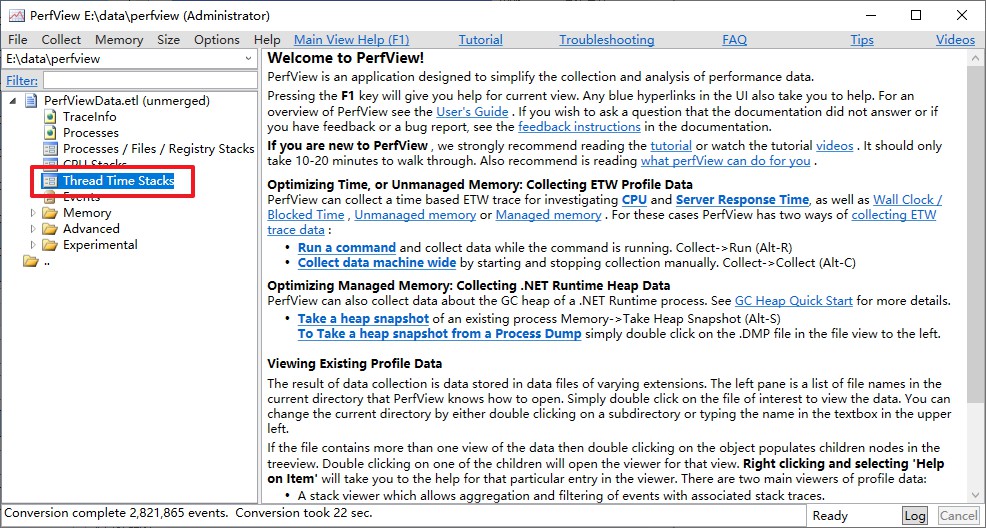 PerfView E:\data\perfview (Administrator)
File Collect Memory Size Options Help Main View Help (F1) Tutorial Troubleshooting FAQ Tips Videos
E:\data\perfview
Filter:
PerfViewData.etl (unmerged)
TraceInfo
Processes
Processes / Files / Registry Stacks
CPU Stacks
Thread Time Stacks
Events
Memory
Advanced
Experimental
..
Welcome to PerfView!
PerfView is an application designed to simplify the collection and analysis of performance data.
Pressing the F1 key will give you help for current view. Any blue hyperlinks in the UI also take you to help. For an
overview of PerfView see the User's Guide . If you wish to ask a question that the documentation did not answer or if
you have feedback or a bug report, see the feedback instructions in the documentation.
If you are new to PerfView , we strongly recommend reading the tutorial or watch the tutorial videos . It should only
take 10-20 minutes to walk through. Also recommend is reading what perfView can do for you .
Optimizing Time, or Unmanaged Memory: Collecting ETW Profile Data
PerfView can collect a time based ETW trace for investigating CPU and Server Response Time, as well as Wall Clock /
Blocked Time , Unmanaged memory or Managed memory . For these cases PerfView has two ways of collecting ETW
trace data :
• Run a command and collect data while the command is running. Collect->Run (Alt-R)
• Collect data machine wide by starting and stopping collection manually. Collect->Collect (Alt-C)
Optimizing Managed Memory: Collecting .NET Runtime Heap Data
PerfView can also collect data about the GC heap of a .NET Runtime process. See GC Heap Quick Start for more details.
• Take a heap snapshot of an existing process Memory->Take Heap Snapshot (Alt-S)
To Take a heap snapshot from a Process Dump simply double click on the .DMP file in the file view to the left.
Viewing Existing Profile Data
The result of data collection is data stored in data files of varying extensions. The left pane is a list of file names in the
current directory that PerfView knows how to open. Simply double click on the file of interest to view the data. You can
change the current directory by either double clicking on a subdirectory or typing the name in the textbox in the upper
left.
If the file contains more than one view of the data then double clicking on the object populates children nodes in the
treeview. Double clicking on one of the children will open the viewer for that view. Right clicking and selecting 'Help
on Item' will take you to the help for that particular entry in the viewer. There are two main viewers of profile data:
• A stack viewer which allows aggregation and filtering of events with associated stack traces.
Conversion complete 2,821,865 events. Conversion took 22 sec.
Ready
Log
Cancel